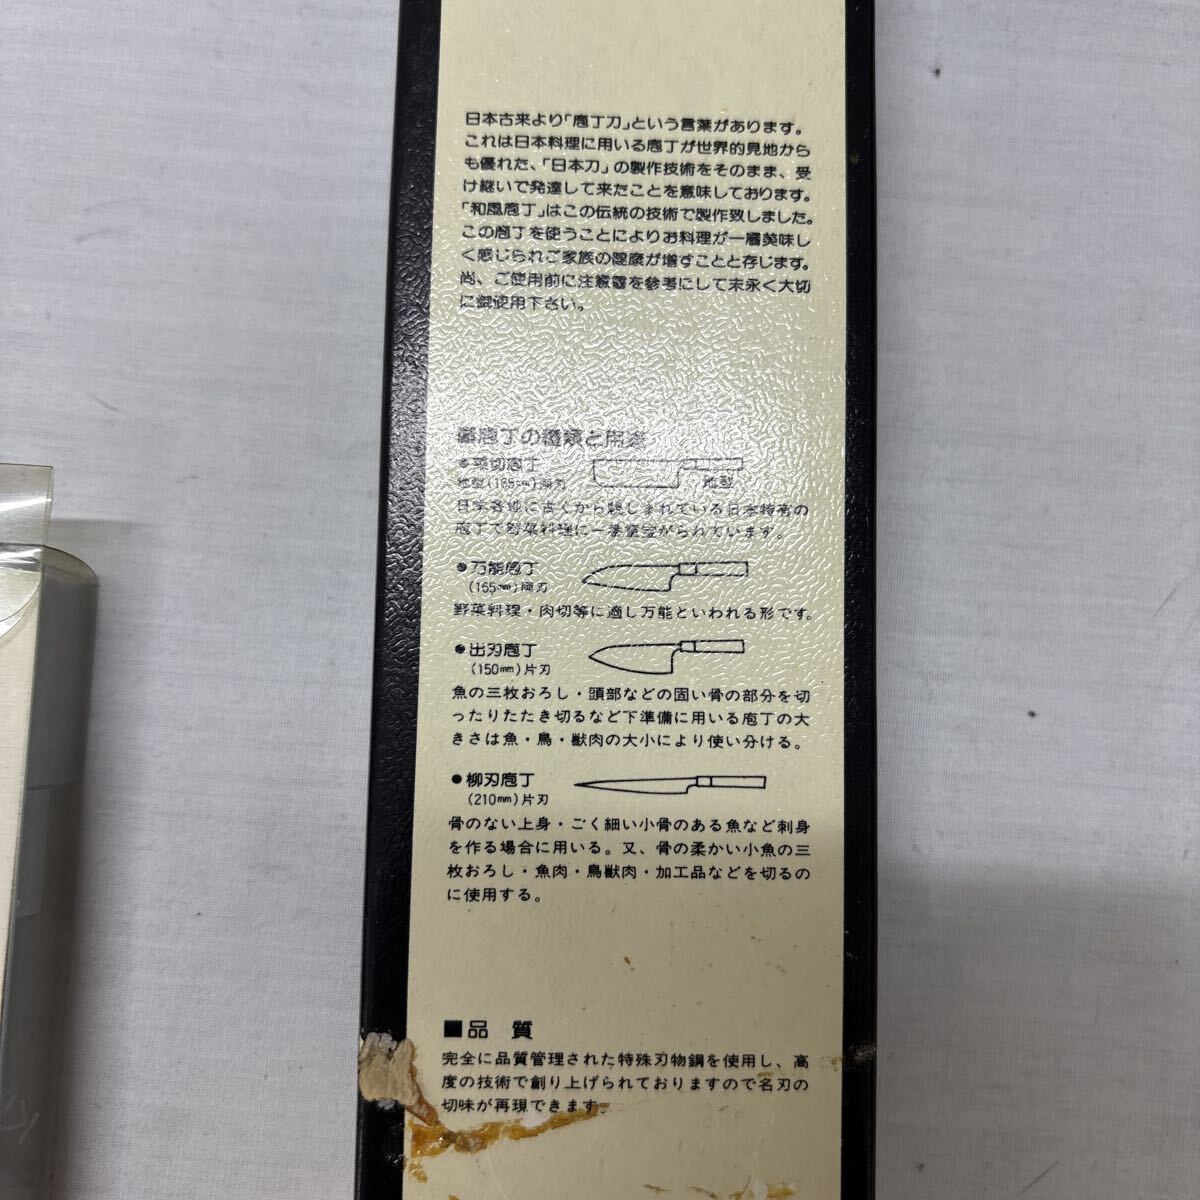 日本古来より「庖丁刀」という言葉があります。
これは日本料理に用いる庖丁が世界的見地から
も優れた、「日本刀」の製作技術をそのまま、受
け継いで発達して来たことを意味しております。
「和風庖丁」はこの伝統の技術で製作致しました。
この庖丁を使うことによりお料理が一層美味し
く感じられご家族の健康が増すことと存じます。
尚、ご使用前に注意書を参考にして末永く大切
に御使用下さい。
庖丁の種類と用途
●菜切庖丁
地型(165mm)両刃
地型
日本各地に古くから親しまれている日本特有の
庖丁で野菜料理に一番重宝がられています。
●万能庖丁
(165mm)両刃
野菜料理・肉切等に適し万能といわれる形です。
●出刃庖丁
(150mm)片刃
魚の三枚おろし・頭部などの固い骨の部分を切
ったりたたき切るなど下準備に用いる庖丁の大
きさは魚・鳥・獣肉の大小により使い分ける。
●柳刃庖丁
(210mm)片刃
骨のない上身・ごく細い小骨のある魚など刺身
を作る場合に用いる。又、骨の柔かい小魚の三
枚おろし・魚肉・鳥獣肉・加工品などを切るの
に使用する。
■品 質
完全に品質管理された特殊刃物鋼を使用し、高
度の技術で創り上げられておりますので名刃の
切味が再現できます。